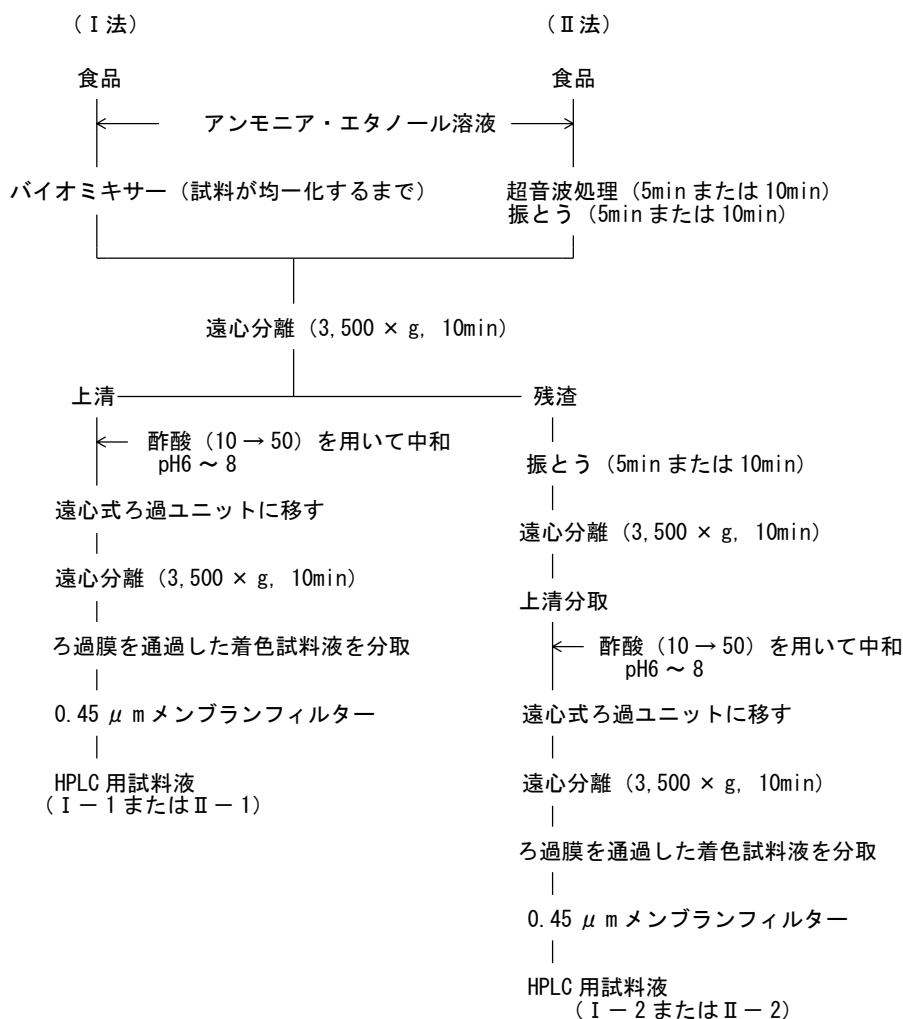 （Ⅰ法）
（Ⅱ法）
食品
食品
アンモニア・エタノール溶液
バイオミキサー（試料が均一化するまで）
超音波処理（5min または 10min）
振とう（5min または 10min）
遠心分離（3,500 × g, 10min）
上清
残渣
酢酸（10 → 50）を用いて中和
pH6 ～ 8
遠心式ろ過ユニットに移す
遠心分離（3,500 × g, 10min）
ろ過膜を通過した着色試料液を分取
0.45 μm メンブランフィルター
HPLC 用試料液
（Ⅰ－1 またはⅡ－1）
振とう（5min または 10min）
遠心分離（3,500 × g, 10min）
上清分取
酢酸（10 → 50）を用いて中和
pH6 ～ 8
遠心式ろ過ユニットに移す
遠心分離（3,500 × g, 10min）
ろ過膜を通過した着色試料液を分取
0.45 μm メンブランフィルター
HPLC 用試料液
（Ⅰ－2 またはⅡ－2）